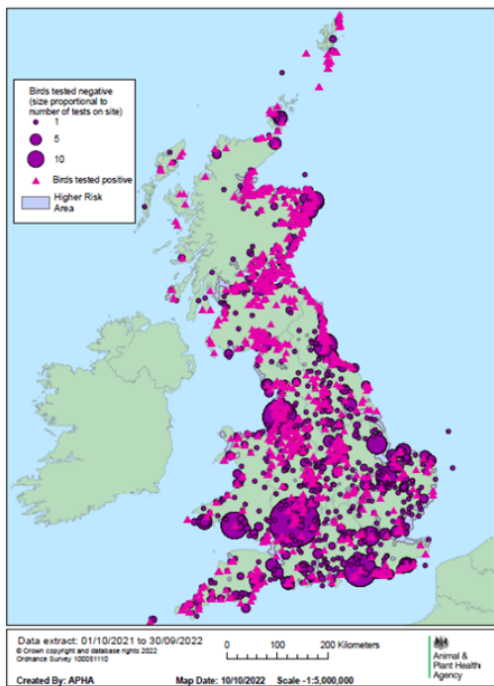 Birds tested negative
(size proportional to
number of tests on site)
1
5
10
Birds tested positive
Higher Risk
Area
Data extract: 01/10/2021 to 30/09/2022
© Crown copyright and database rights 2022
Ordnance Survey 100051110
0 50 100 200 Kilometers
Created By: APHA Map Date: 10/10/2022 Scale -1:5,000,000
Animal &
Plant Health
Agency